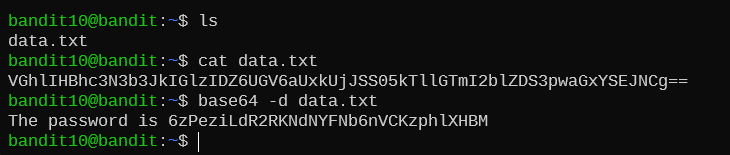 bandit10@bandit:~$ ls
data.txt
bandit10@bandit:~$ cat data.txt
VGhlIHBhc3N3b3JkIGlzIDZ6UGV6aUxkUjJSS05kTllGTmI2blZDS3pwaGxYSEJNCg==
bandit10@bandit:~$ base64 -d data.txt
The password is 6zPeziLdR2RKNdNYFNb6nVCKzphlXHBM
bandit10@bandit:~$